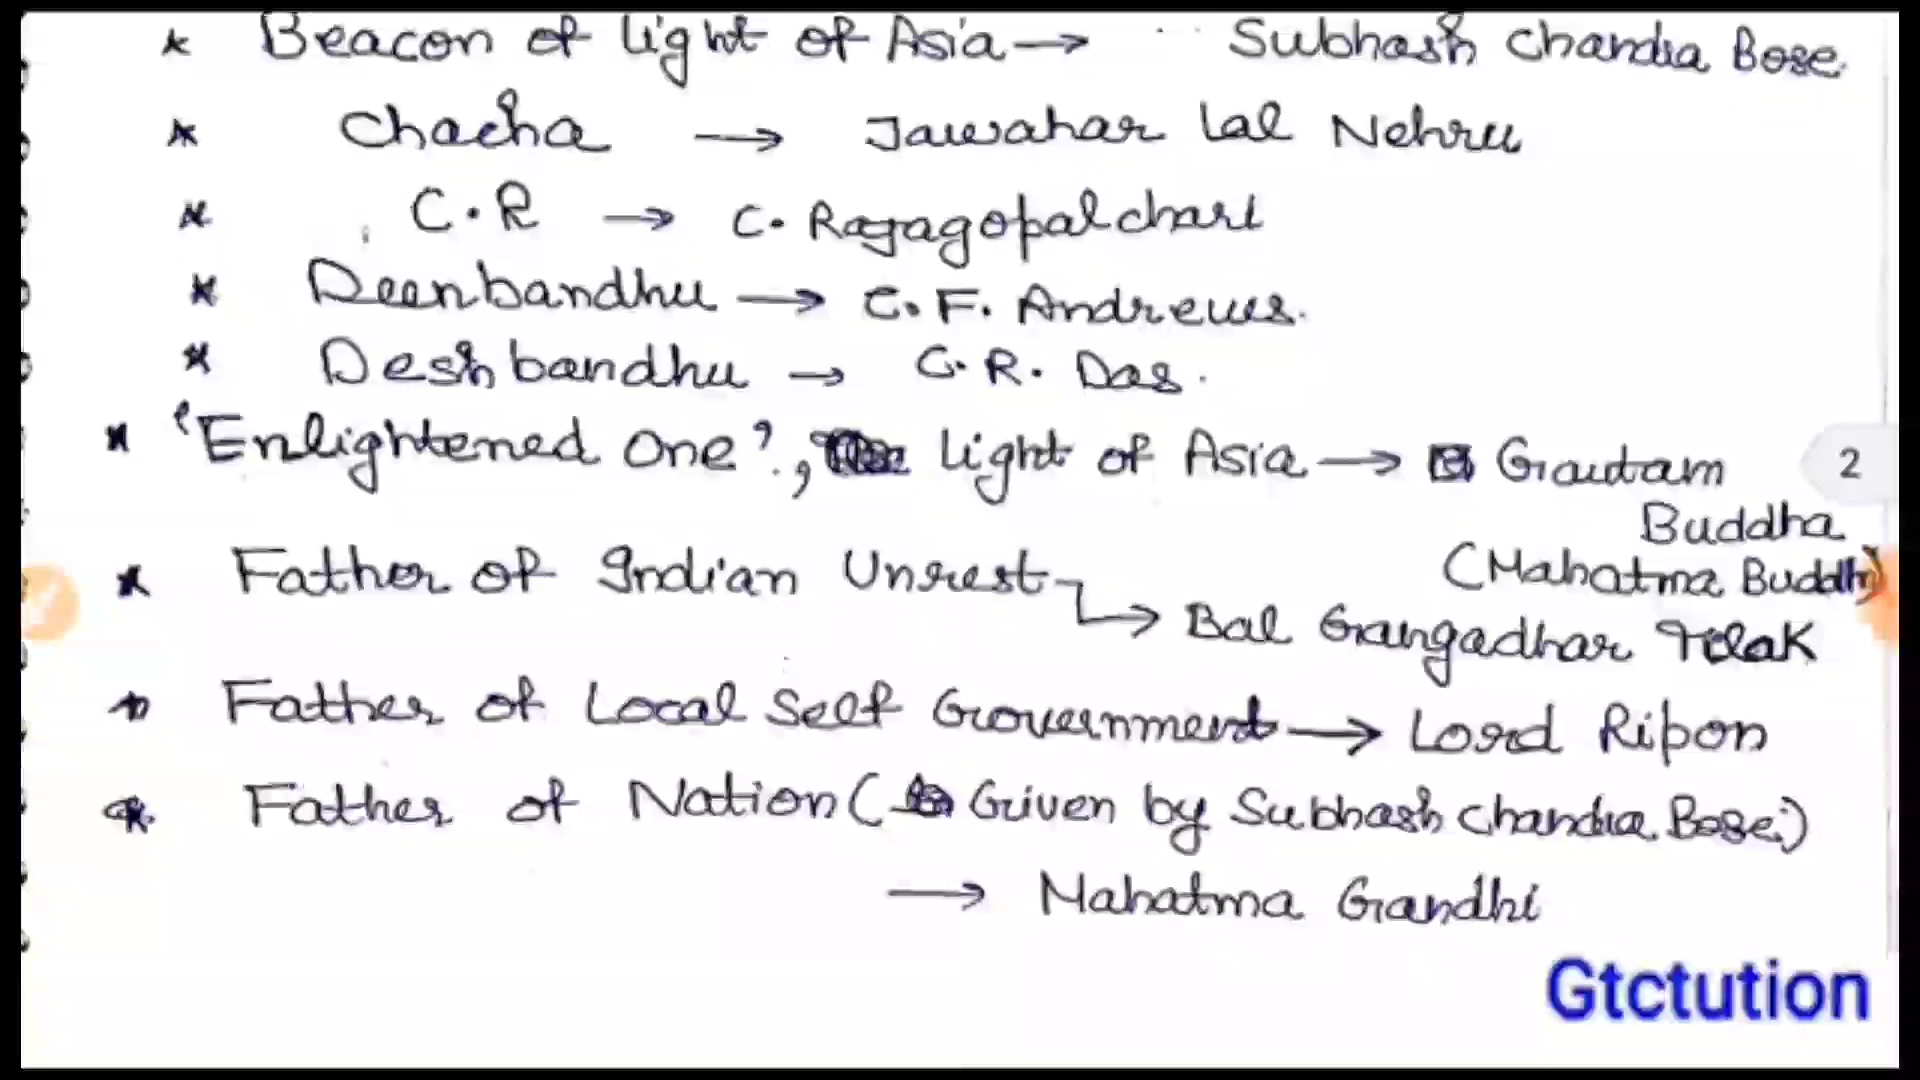 * Beacon of light of Asia → Subhash Chandra Bose.
* Chacha → Jawahar Lal Nehru
* C.R → C. Rajagopalchari
* Deenbandhu → C.F. Andrews.
* Deshbandhu → C.R. Das.
* 'Enlightened One', light of Asia → Gautam
2
Buddha
(Mahatma Buddh)
* Father of Indian Unrest
→ Bal Gangadhar Tilak
* Father of Local Self Government → Lord Ripon
* Father of Nation ( Given by Subhash Chandra Bose.)
→ Mahatma Gandhi
Gtctution